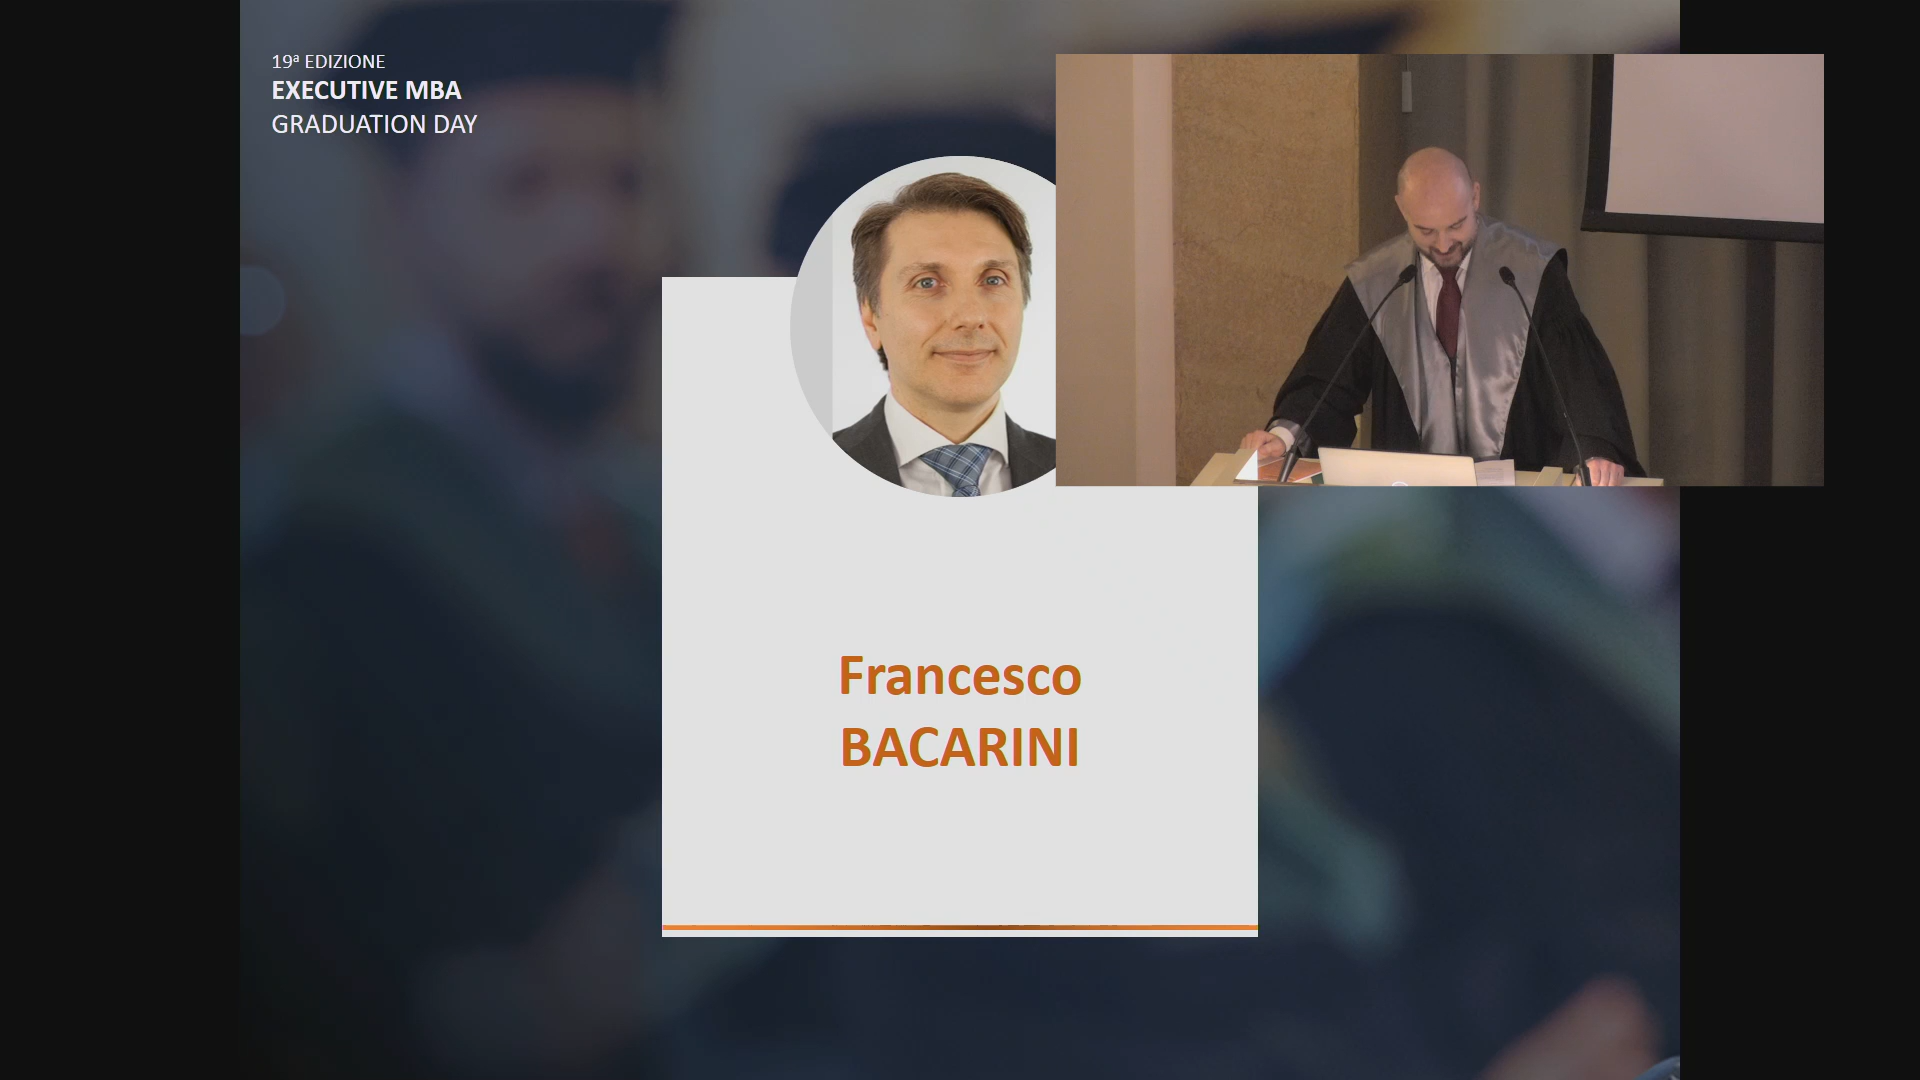 19ª EDIZIONE
EXECUTIVE MBA
GRADUATION DAY
Francesco
BACARINI